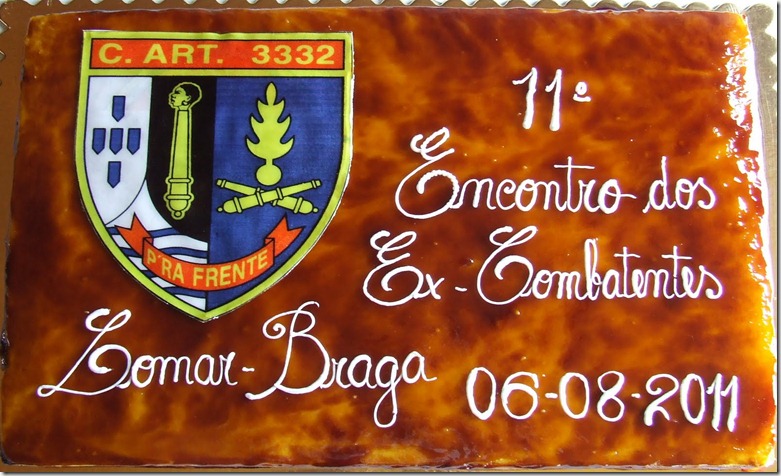 C. ART. 3332
P'RA FRENTE
11º
Encontro dos
Ex-Combatentes
Lomar-Braga
06-08-2011